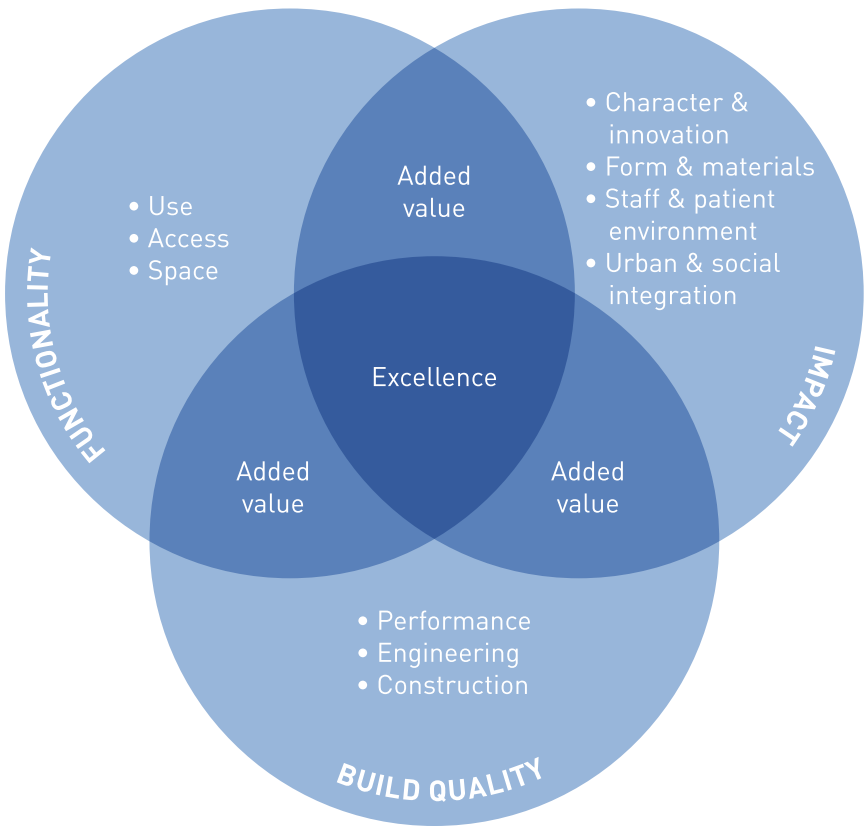 Added
value
• Character &
innovation
• Form & materials
• Staff & patient
environment
• Urban & social
integration
• Use
• Access
• Space
FUNCTIONALITY
IMPACT
Excellence
Added
value
Added
value
• Performance
• Engineering
• Construction
BUILD QUALITY